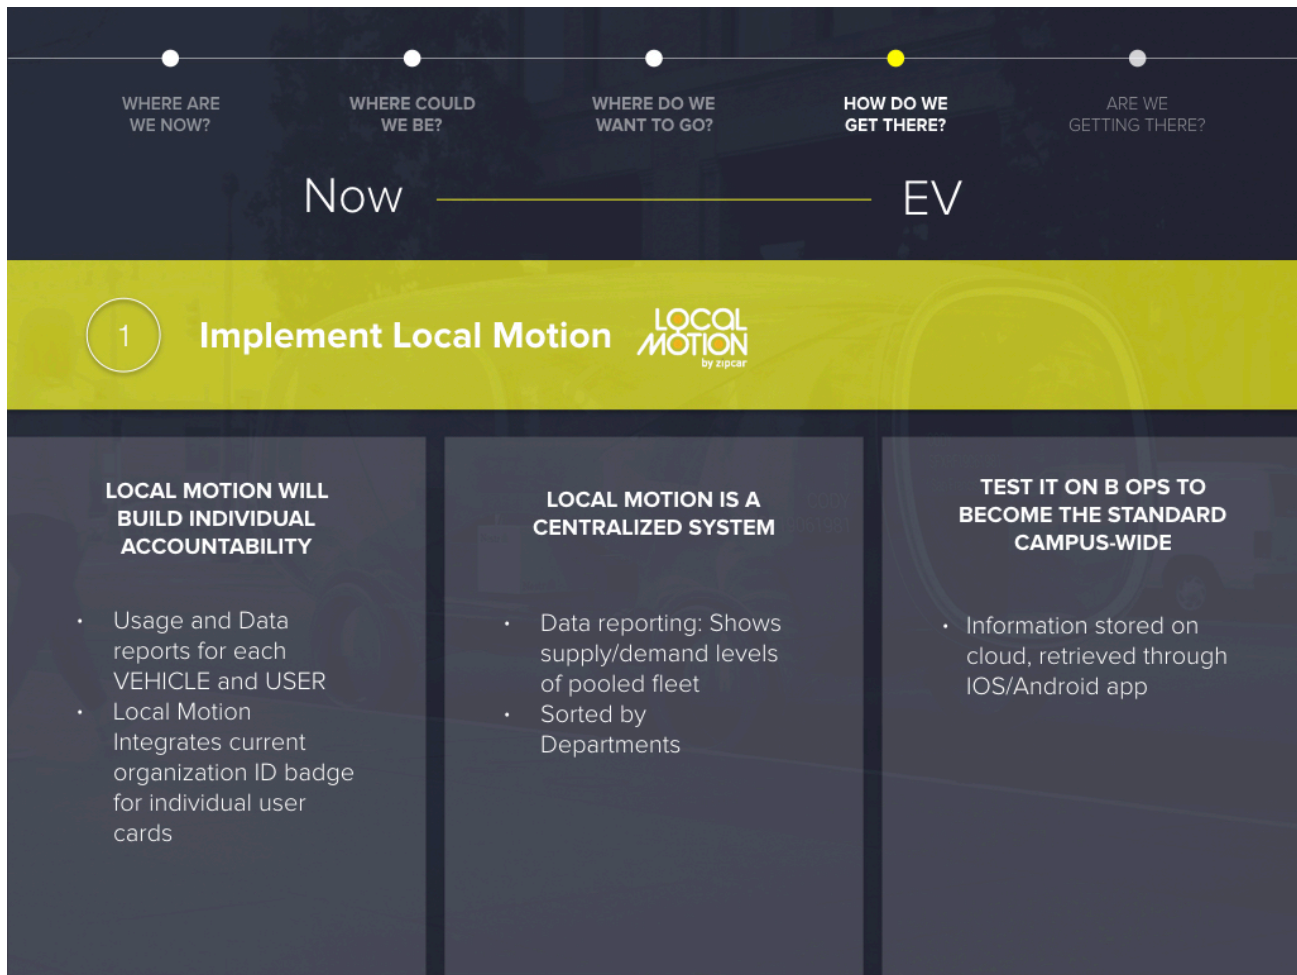 WHERE ARE
WE NOW?
WHERE COULD
WE BE?
WHERE DO WE
WANT TO GO?
HOW DO WE
GET THERE?
ARE WE
GETTING THERE?
Now
EV
1
Implement Local Motion
LOCAL
MOTION
by zipcar
LOCAL MOTION WILL
BUILD INDIVIDUAL
ACCOUNTABILITY
• Usage and Data
reports for each
VEHICLE and USER
• Local Motion
Integrates current
organization ID badge
for individual user
cards
LOCAL MOTION IS A
CENTRALIZED SYSTEM
• Data reporting: Shows
supply/demand levels
of pooled fleet
• Sorted by
Departments
TEST IT ON B OPS TO
BECOME THE STANDARD
CAMPUS-WIDE
• Information stored on
cloud, retrieved through
IOS/Android app